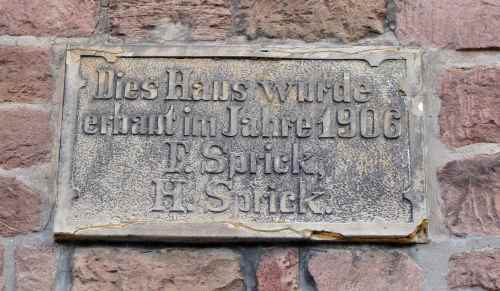 Dies Haus wurde
erbaut im Jahre 1906
F. Sprick,
H. Sprick.